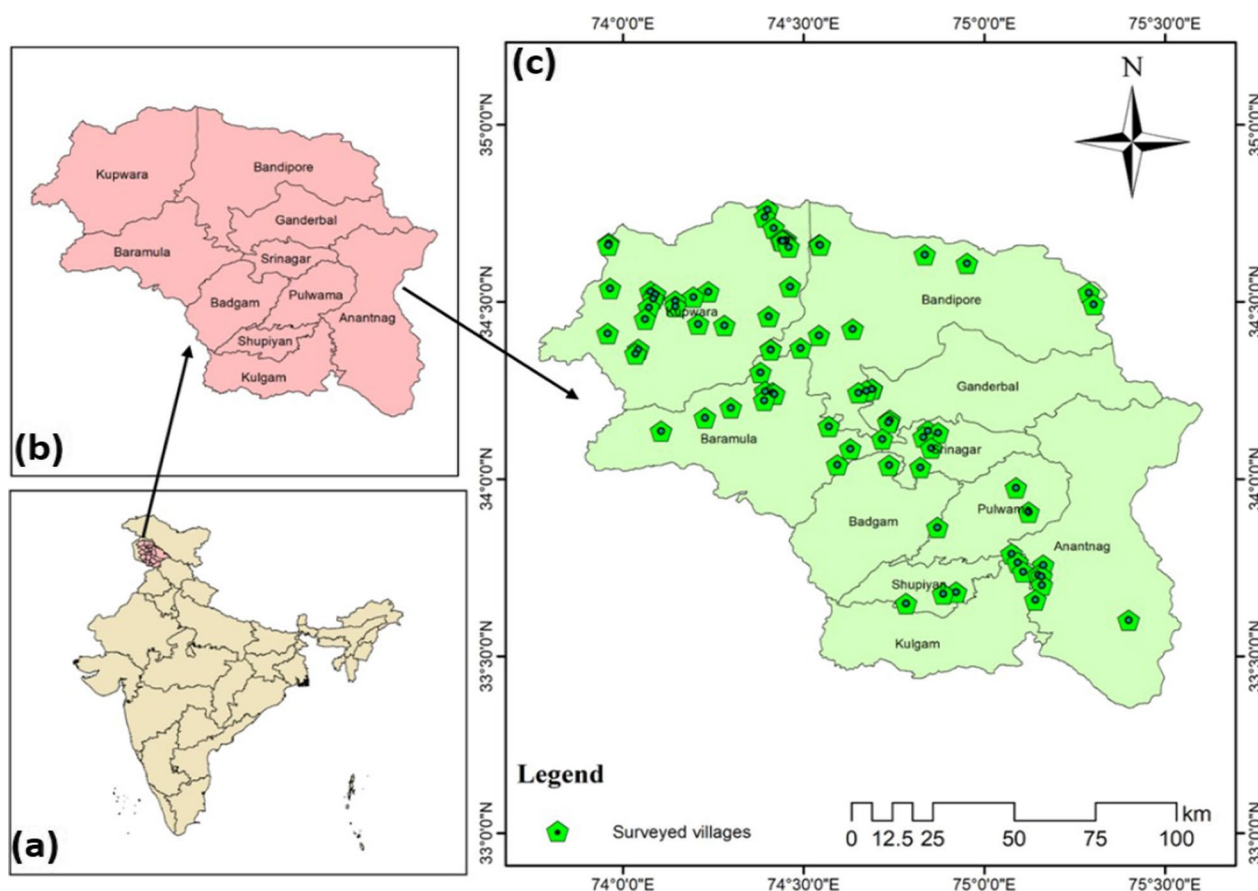 (b)
Kupwara
Bandipore
Ganderbal
Baramula
Srinagar
Badgam
Pulwama
Anantnag
Shupiyan
Kulgam
(a)
(c)
74°0'0"E 74°30'0"E 75°0'0"E 75°30'0"E
N
35°0'0"N 35°0'0"N
34°30'0"N 34°30'0"N
34°0'0"N 34°0'0"N
33°30'0"N 33°30'0"N
33°0'0"N 33°0'0"N
Kupwara
Bandipore
Ganderbal
Baramula
Srinagar
Badgam
Pulwama
Anantnag
Shupiyan
Kulgam
Legend
Surveyed villages
km
0 12.5 25 50 75 100
74°0'0"E 74°30'0"E 75°0'0"E 75°30'0"E